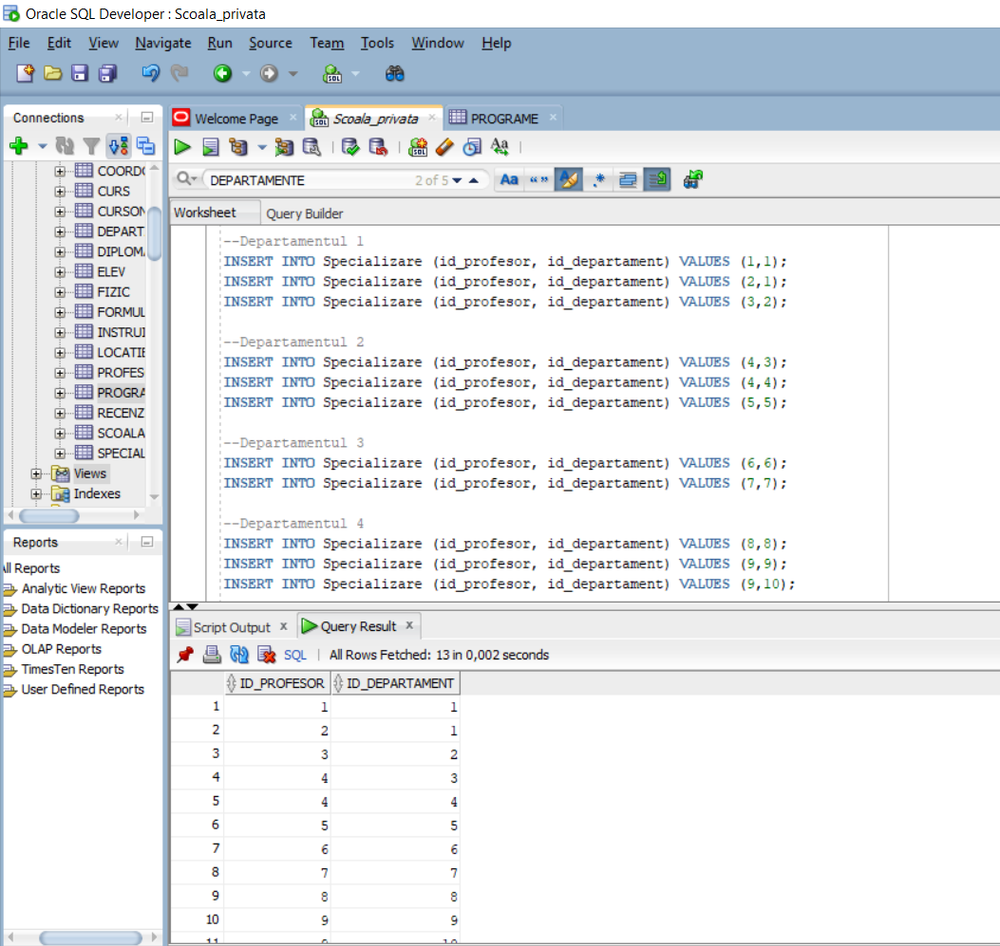 Oracle SQL Developer : Scoala_privata
File Edit View Navigate Run Source Team Tools Window Help
Connections
Welcome Page
Scoala_privata
PROGRAME
DEPARTAMENTE
2 of 5
Aa
Worksheet
Query Builder
COORD
CURS
CURSON
DEPART
DIPLOM
ELEV
FIZIC
FORMUL
INSTRUI
LOCATIE
PROFES
PROGRA
RECENZ
SCOALA
SPECIAL
Views
Indexes
--Departamentul 1
INSERT INTO Specializare (id_profesor, id_departament) VALUES (1,1);
INSERT INTO Specializare (id_profesor, id_departament) VALUES (2,1);
INSERT INTO Specializare (id_profesor, id_departament) VALUES (3,2);
--Departamentul 2
INSERT INTO Specializare (id_profesor, id_departament) VALUES (4,3);
INSERT INTO Specializare (id_profesor, id_departament) VALUES (4,4);
INSERT INTO Specializare (id_profesor, id_departament) VALUES (5,5);
--Departamentul 3
INSERT INTO Specializare (id_profesor, id_departament) VALUES (6,6);
INSERT INTO Specializare (id_profesor, id_departament) VALUES (7,7);
--Departamentul 4
INSERT INTO Specializare (id_profesor, id_departament) VALUES (8,8);
INSERT INTO Specializare (id_profesor, id_departament) VALUES (9,9);
INSERT INTO Specializare (id_profesor, id_departament) VALUES (9,10);
Reports
All Reports
Analytic View Reports
Data Dictionary Reports
Data Modeler Reports
OLAP Reports
TimesTen Reports
User Defined Reports
Script Output x
Query Result x
SQL | All Rows Fetched: 13 in 0,002 seconds
ID_PROFESOR ID_DEPARTAMENT
1 1 1
2 2 1
3 3 2
4 4 3
5 4 4
6 5 5
7 6 6
8 7 7
9 8 8
10 9 9
11 9 10